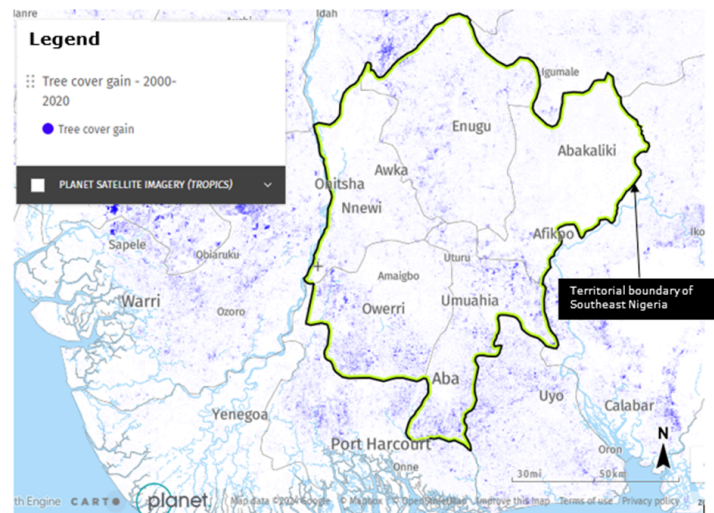 Idah
Legend
Tree cover gain - 2000-
2020
Tree cover gain
PLANET SATELLITE IMAGERY (TROPICS)
Igumale
Enugu
Abakaliki
Awka
Onitsha
Nnewi
Afikpo
Iko
Sapele
Obiaruku
Uturu
Amaigbo
Warri
Ozoro
Owerri
Umuahia
Territorial boundary of
Southeast Nigeria
Aba
Uyo
Calabar
Yenegoa
Port Harcourt
N
Oron
Onne
30mi 50km
th Engine CARTO planet. Map data ©2024 Google © Mapbox © OpenStreetMap Improve this map Terms of use Privacy policy